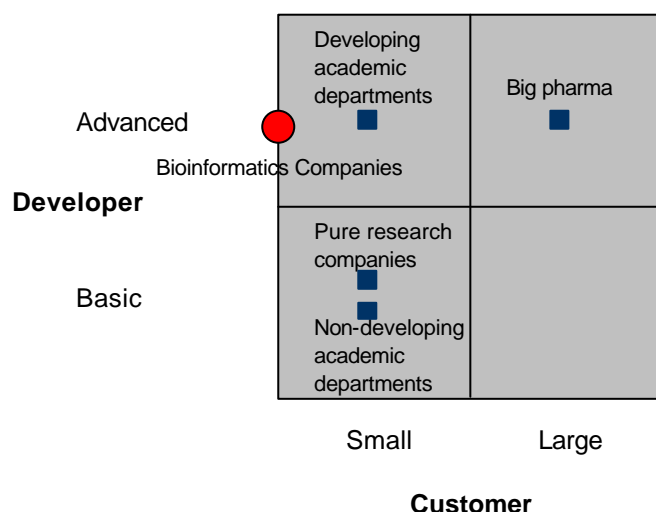 Developing
academic
departments
Big pharma
Advanced
Bioinformatics Companies
Developer
Pure research
companies
Basic
Non-developing
academic
departments
Small
Large
Customer